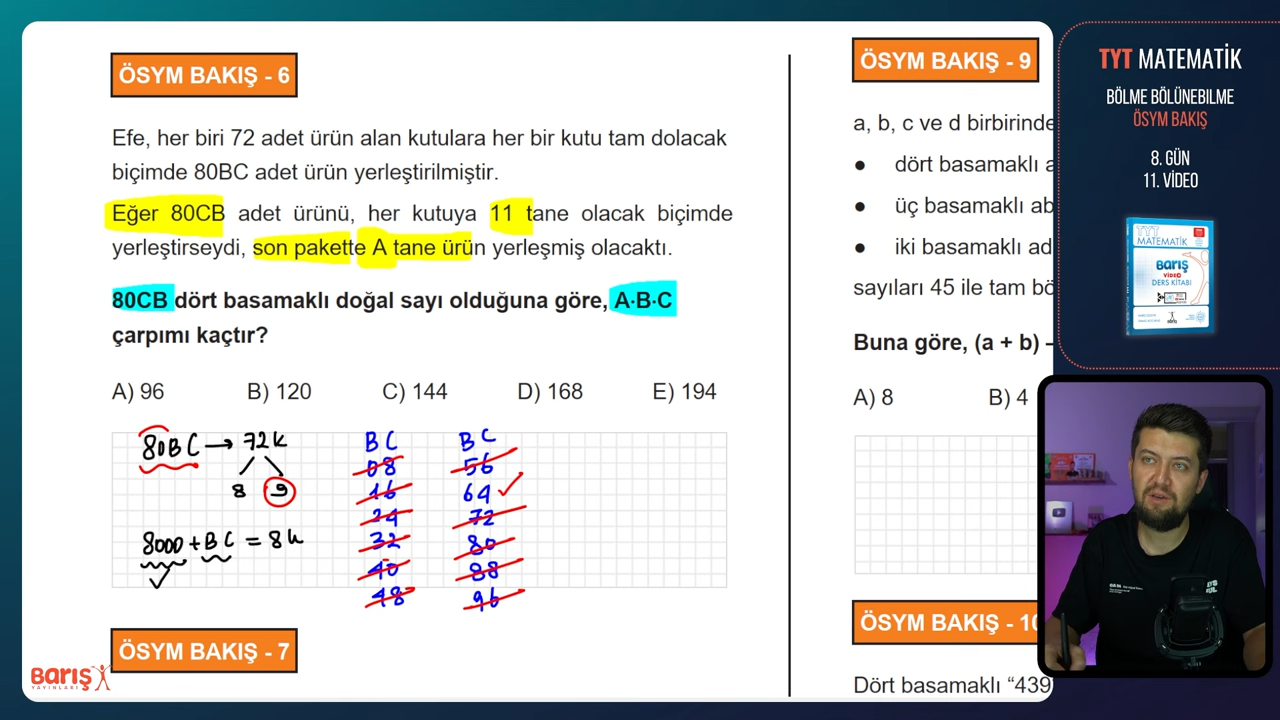 ÖSYM BAKIŞ - 6
Efe, her biri 72 adet ürün alan kutulara her bir kutu tam dolacak
biçimde 80BC adet ürün yerleştirilmiştir.
Eğer 80CB adet ürünü, her kutuya 11 tane olacak biçimde
yerleştirseydi, son pakette A tane ürün yerleşmiş olacaktı.
80CB dört basamaklı doğal sayı olduğuna göre, A·B·C
çarpımı kaçtır?
A) 96 B) 120 C) 144 D) 168 E) 194
80BC → 72k
8 9
8000 + BC = 8k
BC
08
16
24
32
40
48
BC
56
64
72
80
88
96
ÖSYM BAKIŞ - 7
BARIŞ
YAYINLARI
ÖSYM BAKIŞ - 9
a, b, c ve d birbirinde
● dört basamaklı a
● üç basamaklı ab
● iki basamaklı ad
sayıları 45 ile tam bö
Buna göre, (a + b) –
A) 8 B) 4
ÖSYM BAKIŞ - 10
Dört basamaklı “439
TYT MATEMATİK
BÖLME BÖLÜNEBILME
ÖSYM BAKIŞ
8. GÜN
11. VİDEO
TYT
MATEMATİK
BARIŞ
VİDEO
DERS KİTABI